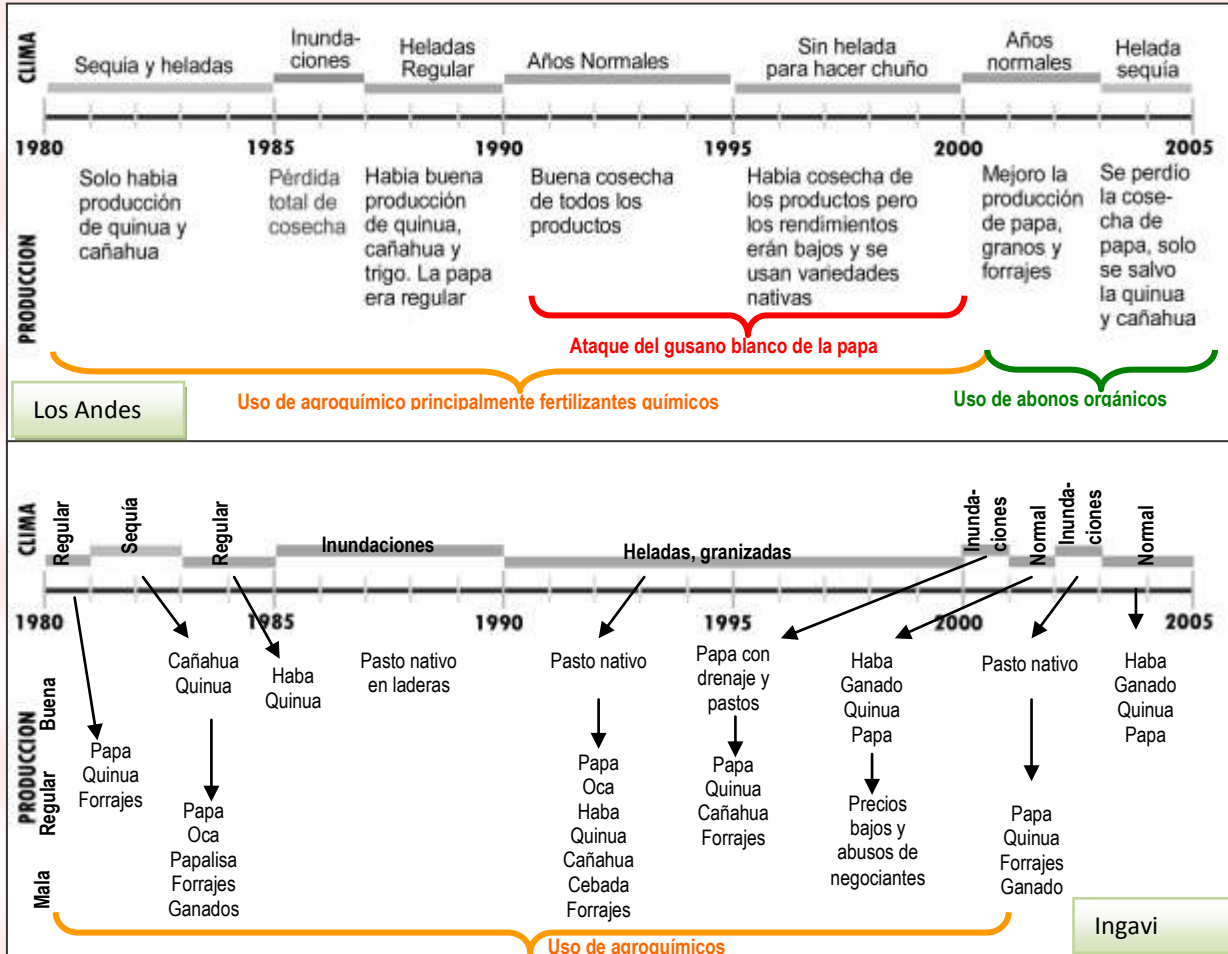 CLIMA
Sequia y heladas
Inunda-
ciones
Heladas
Regular
Años Normales
Sin helada
para hacer chuño
Años
normales
Helada
sequía
1980
1985
1990
1995
2000
2005
PRODUCCION
Solo habia
producción
de quinua y
cañahua
Pérdida
total de
cosecha
Habia buena
producción
de quinua,
cañahua y
trigo. La papa
era regular
Buena cosecha
de todos los
productos
Habia cosecha de
los productos pero
los rendimientos
erán bajos y se
usan variedades
nativas
Mejoro la
producción
de papa,
granos y
forrajes
Se perdio
la cose-
cha de
papa, solo
se salvo
la quinua
y cañahua
Ataque del gusano blanco de la papa
Uso de agroquímico principalmente fertilizantes químicos
Uso de abonos orgánicos
Los Andes
CLIMA
Regular
Sequía
Regular
Inundaciones
Heladas, granizadas
Inunda-
ciones
Normal
Inunda-
ciones
Normal
1980
1985
1990
1995
2000
2005
PRODUCCION
Buena
Regular
Mala
Papa
Quinua
Forrajes
Cañahua
Quinua
Papa
Oca
Papalisa
Forrajes
Ganados
Haba
Quinua
Pasto nativo
en laderas
Pasto nativo
Papa
Oca
Haba
Quinua
Cañahua
Cebada
Forrajes
Papa con
drenaje y
pastos
Papa
Quinua
Cañahua
Forrajes
Haba
Ganado
Quinua
Papa
Precios
bajos y
abusos de
negociantes
Pasto nativo
Papa
Quinua
Forrajes
Ganado
Haba
Ganado
Quinua
Papa
Uso de agroquímicos
Ingavi